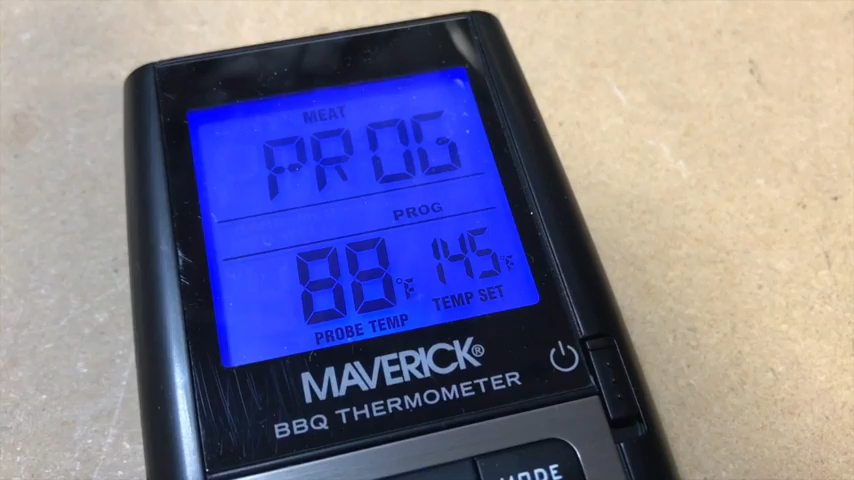 MEAT
PROG
PROG
88°F 145°F
PROBE TEMP TEMP SET
MAVERICK®
BBQ THERMOMETER
MODE